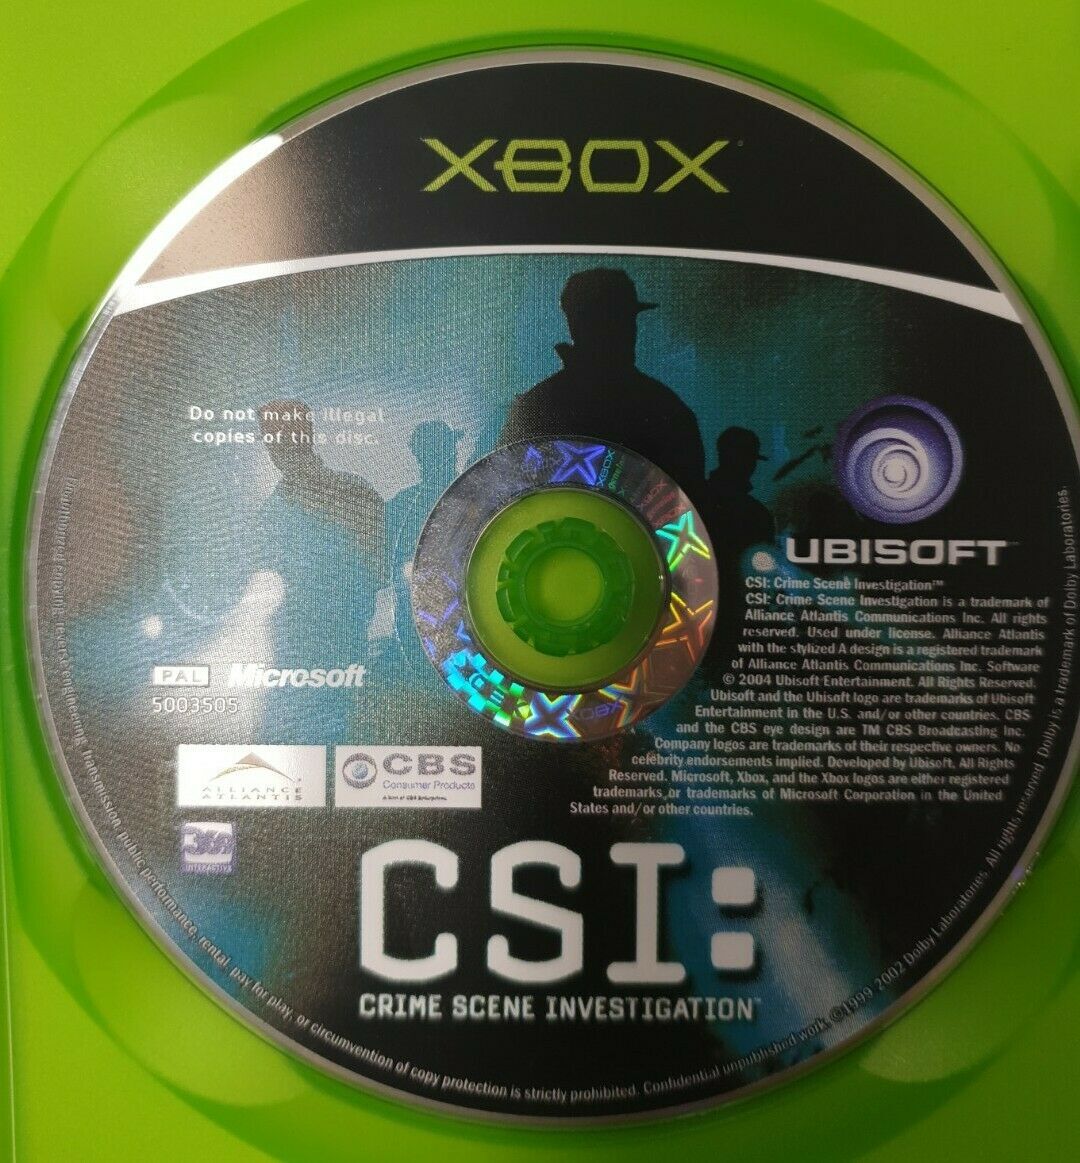 XBOX
Do not make illegal
copies of this disc.
UBISOFT
CSI: Crime Scene Investigation™
CSI: Crime Scene Investigation is a trademark of
Alliance Atlantis Communications Inc. All rights
reserved. Used under license. Alliance Atlantis
with the stylized A design is a registered trademark
of Alliance Atlantis Communications Inc. Software
© 2004 Ubisoft Entertainment. All Rights Reserved.
Ubisoft and the Ubisoft logo are trademarks of Ubisoft
Entertainment in the U.S. and/or other countries. CBS
and the CBS eye design are TM CBS Broadcasting Inc.
Company logos are trademarks of their respective owners. No
celebrity endorsements implied. Developed by Ubisoft. All Rights
Reserved. Microsoft, Xbox, and the Xbox logos are either registered
trademarks or trademarks of Microsoft Corporation in the United
States and/or other countries.
PAL Microsoft
5003505
ALLIANCE
ATLANTIS
CBS
Consumer Products
CSI:
CRIME SCENE INVESTIGATION™
reverse engineering, transmission, public performance, rental, pay for play, or circumvention of copy protection is strictly prohibited. Confidential unpublished work. ©1999-2002 Dolby Laboratories. All rights reserved. Dolby is a trademark of Dolby Laboratories.
XBOX